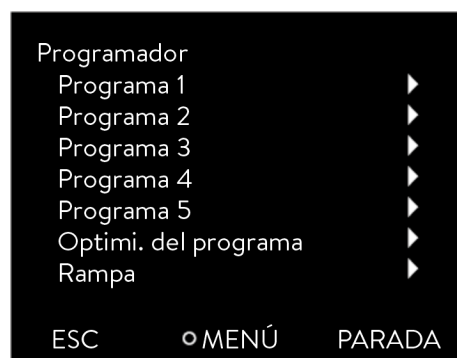 Programador
Programa 1
Programa 2
Programa 3
Programa 4
Programa 5
Optimi. del programa
Rampa
ESC MENÚ PARADA